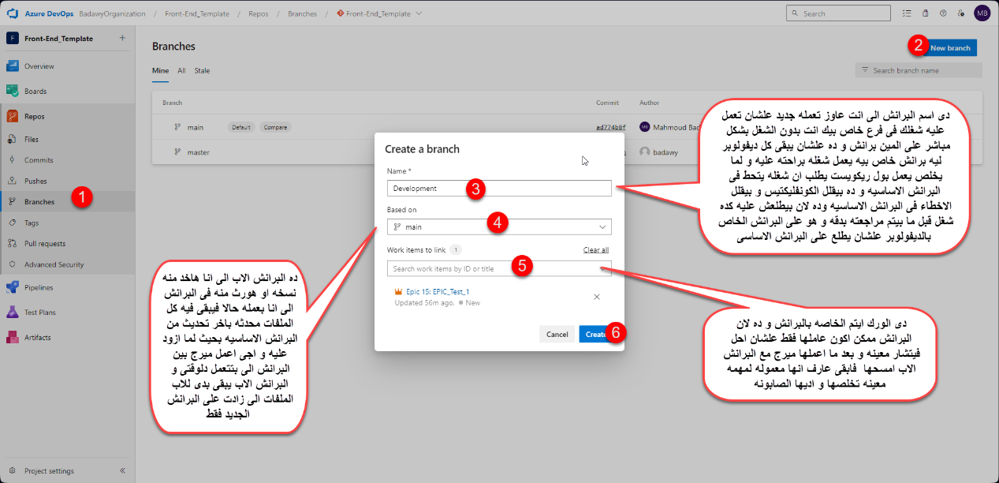 Azure DevOps BadawyOrganization / Front-End_Template / Repos / Branches / Front-End_Template
Search
MB
F Front-End_Template +
Overview
Boards
Repos
Files
Commits
Pushes
Branches
1
Tags
Pull requests
Advanced Security
Pipelines
Test Plans
Artifacts
Project settings
Branches
2
New branch
Mine All Stale
Search branch name
Branch Commit Author
main Default Compare ad774b8f MB Mahmoud Bad
master badawy
Create a branch
Name *
Development
3
Based on
main
4
Work items to link 1 Clear all
Search work items by ID or title
5
Epic 15: EPIC_Test_1
Updated 56m ago. New
Cancel
Create
6
دى اسم البرانش الى انت عاوز تعمله جديد علشان تعمل
عليه شغلك فى فرع خاص بيك انت بدون الشغل بشكل
مباشر على المين برانش و ده علشان يبقى كل ديفولوبر
ليه برانش خاص بيه يعمل شغله براحته عليه و لما
يخلص يعمل بول ريكويست يطلب ان شغله يتحط فى
البرانش الاساسيه و ده بيقلل الكونفليكتيس و بيقلل
الاخطاء فى البرانش الاساسيه وده لان بيطلعش عليه كده
شغل قبل ما بيتم مراجعته بدقه و هو على البرانش الخاص
بالديفولوبر علشان يطلع على البرانش الاساسى
ده البرانش الاب الى انا هاخد منه
نسخه او هورث منه فى البرانش
الى انا بعمله حالا فيبقى فيه كل
الملفات محدثه باخر تحديث من
البرانش الاساسيه بحيث لما ازود
عليه و اجى اعمل ميرج بين
البرانش الى بتتعمل دلوقتى و
البرانش الاب يبقى بدى للاب
الملفات الى زادت على البرانش
الجديد فقط
دى الورك ايتم الخاصه بالبرانش و ده لان
البرانش ممكن اكون عاملها فقط علشان احل
فيتشار معينه و بعد ما اعملها ميرج مع البرانش
الاب امسحها فابقى عارف انها معموله لمهمه
معينه تخلصها و اديها الصابونه